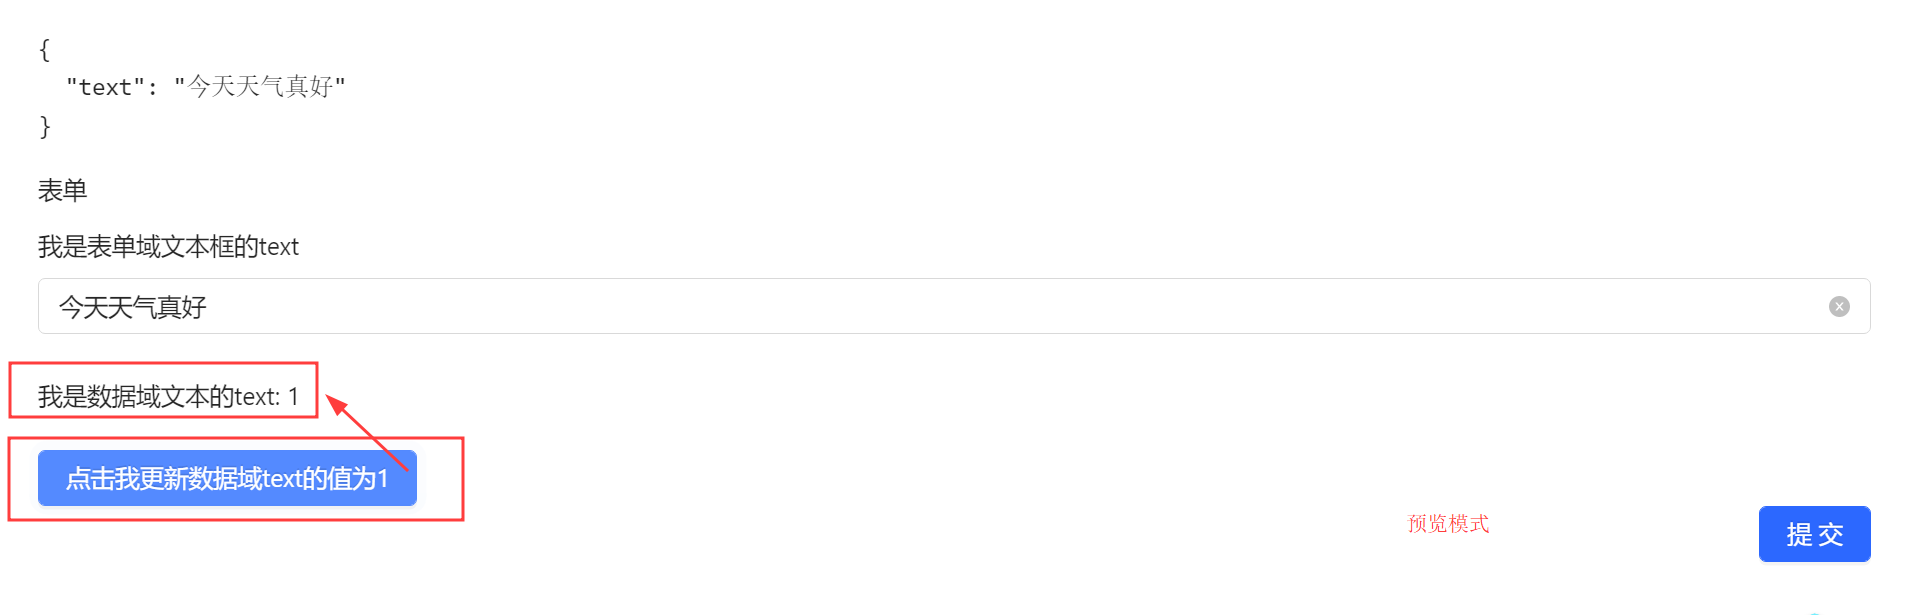 {
"text": "今天天气真好"
}
表单
我是表单域文本框的text
今天天气真好
我是数据域文本的text: 1
点击我更新数据域text的值为1
预览模式
提 交